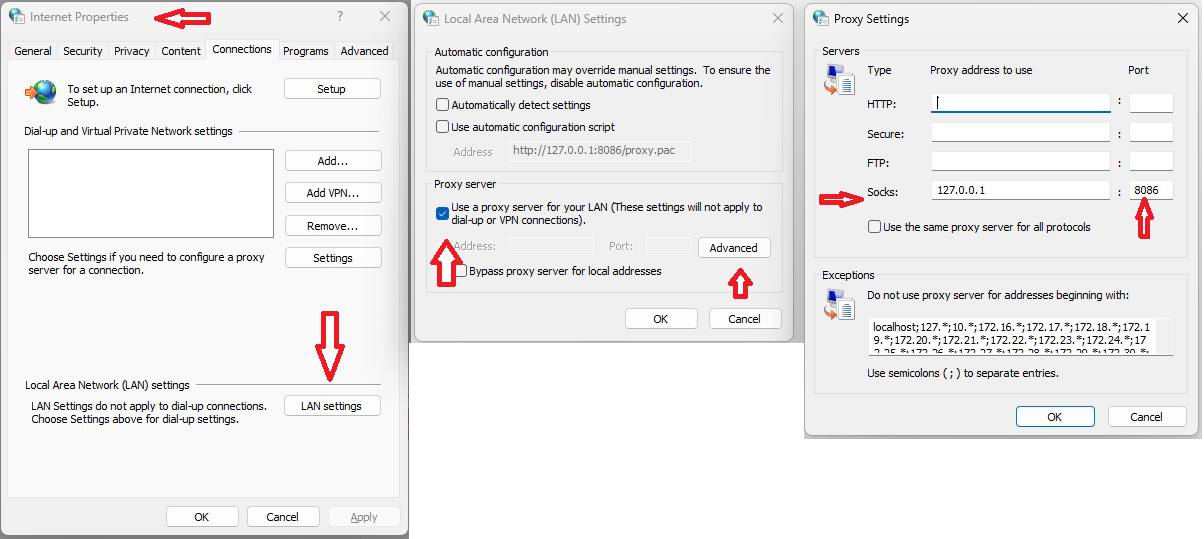 Internet Properties
?
General
Security
Privacy
Content
Connections
Programs
Advanced
To set up an Internet connection, click
Setup.
Setup
Dial-up and Virtual Private Network settings
Add...
Add VPN...
Remove...
Choose Settings if you need to configure a proxy
server for a connection.
Settings
Local Area Network (LAN) settings
LAN Settings do not apply to dial-up connections.
Choose Settings above for dial-up settings.
LAN settings
OK
Cancel
Apply
Local Area Network (LAN) Settings
Automatic configuration
Automatic configuration may override manual settings. To ensure the
use of manual settings, disable automatic configuration.
Automatically detect settings
Use automatic configuration script
Address
http://127.0.0.1:8086/proxy.pac
Proxy server
Use a proxy server for your LAN (These settings will not apply to
dial-up or VPN connections).
Address:
Port:
Advanced
Bypass proxy server for local addresses
OK
Cancel
Proxy Settings
Servers
Type
Proxy address to use
Port
HTTP:
:
Secure:
:
FTP:
:
Socks:
127.0.0.1
:
8086
Use the same proxy server for all protocols
Exceptions
Do not use proxy server for addresses beginning with:
localhost;127.*;10.*;172.16.*;172.17.*;172.18.*;172.1
9.*;172.20.*;172.21.*;172.22.*;172.23.*;172.24.*;17
2.25.*;172.26.*;172.27.*;172.28.*;172.29.*;172.30.*;
Use semicolons ( ; ) to separate entries.
OK
Cancel